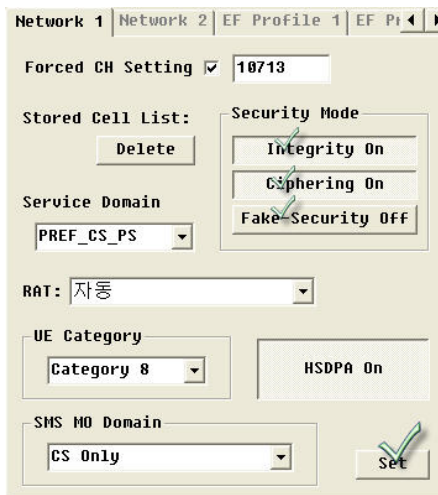 Network 1 Network 2 EF Profile 1
Forced CH Setting 10713
Stored Cell List:
Delete
Security Mode
Integrity On
Ciphering On
Fake-Security Off
Service Domain
PREF_CS_PS
RAT: 자동
UE Category
Category 8
HSDPA On
SMS MO Domain
CS Only
Set